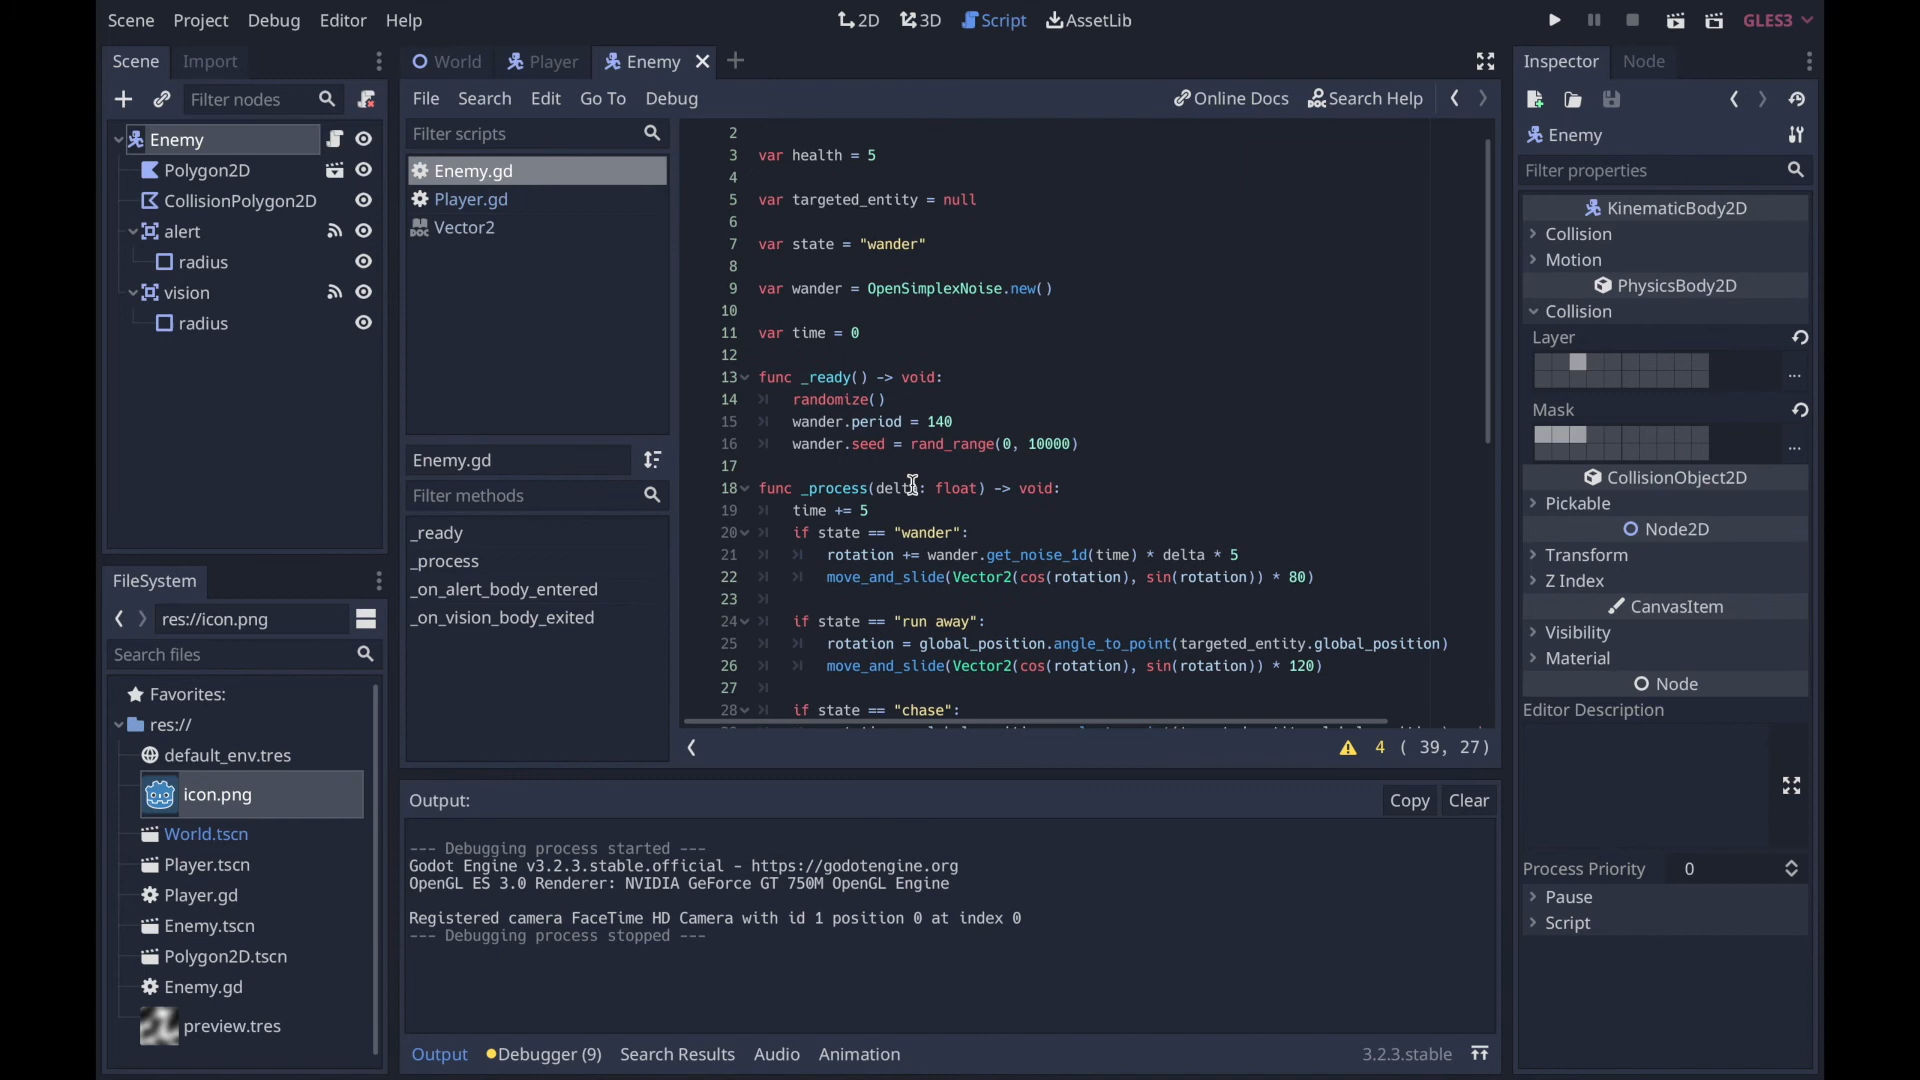 Scene Project Debug Editor Help
2D 3D Script AssetLib
GLES3
Scene Import
Filter nodes
Enemy
Polygon2D
CollisionPolygon2D
alert
radius
vision
radius
FileSystem
res://icon.png
Search files
Favorites:
res://
default_env.tres
icon.png
World.tscn
Player.tscn
Player.gd
Enemy.tscn
Polygon2D.tscn
Enemy.gd
preview.tres
World Player Enemy
File Search Edit Go To Debug
Online Docs Search Help
Filter scripts
Enemy.gd
Player.gd
Vector2
Enemy.gd
Filter methods
_ready
_process
_on_alert_body_entered
_on_vision_body_exited
2
3 var health = 5
4
5 var targeted_entity = null
6
7 var state = "wander"
8
9 var wander = OpenSimplexNoise.new()
10
11 var time = 0
12
13 func _ready() -> void:
14 randomize()
15 wander.period = 140
16 wander.seed = rand_range(0, 10000)
17
18 func _process(delta: float) -> void:
19 time += 5
20 if state == "wander":
21 rotation += wander.get_noise_1d(time) * delta * 5
22 move_and_slide(Vector2(cos(rotation), sin(rotation)) * 80)
23
24 if state == "run away":
25 rotation = global_position.angle_to_point(targeted_entity.global_position)
26 move_and_slide(Vector2(cos(rotation), sin(rotation)) * 120)
27
28 if state == "chase":
4 ( 39, 27)
Output:
Copy Clear
--- Debugging process started ---
Godot Engine v3.2.3.stable.official - https://godotengine.org
OpenGL ES 3.0 Renderer: NVIDIA GeForce GT 750M OpenGL Engine
Registered camera FaceTime HD Camera with id 1 position 0 at index 0
--- Debugging process stopped ---
Output Debugger (9) Search Results Audio Animation
3.2.3.stable
Inspector Node
Enemy
Filter properties
KinematicBody2D
Collision
Motion
PhysicsBody2D
Collision
Layer
...
Mask
...
CollisionObject2D
Pickable
Node2D
Transform
Z Index
CanvasItem
Visibility
Material
Node
Editor Description
Process Priority 0
Pause
Script